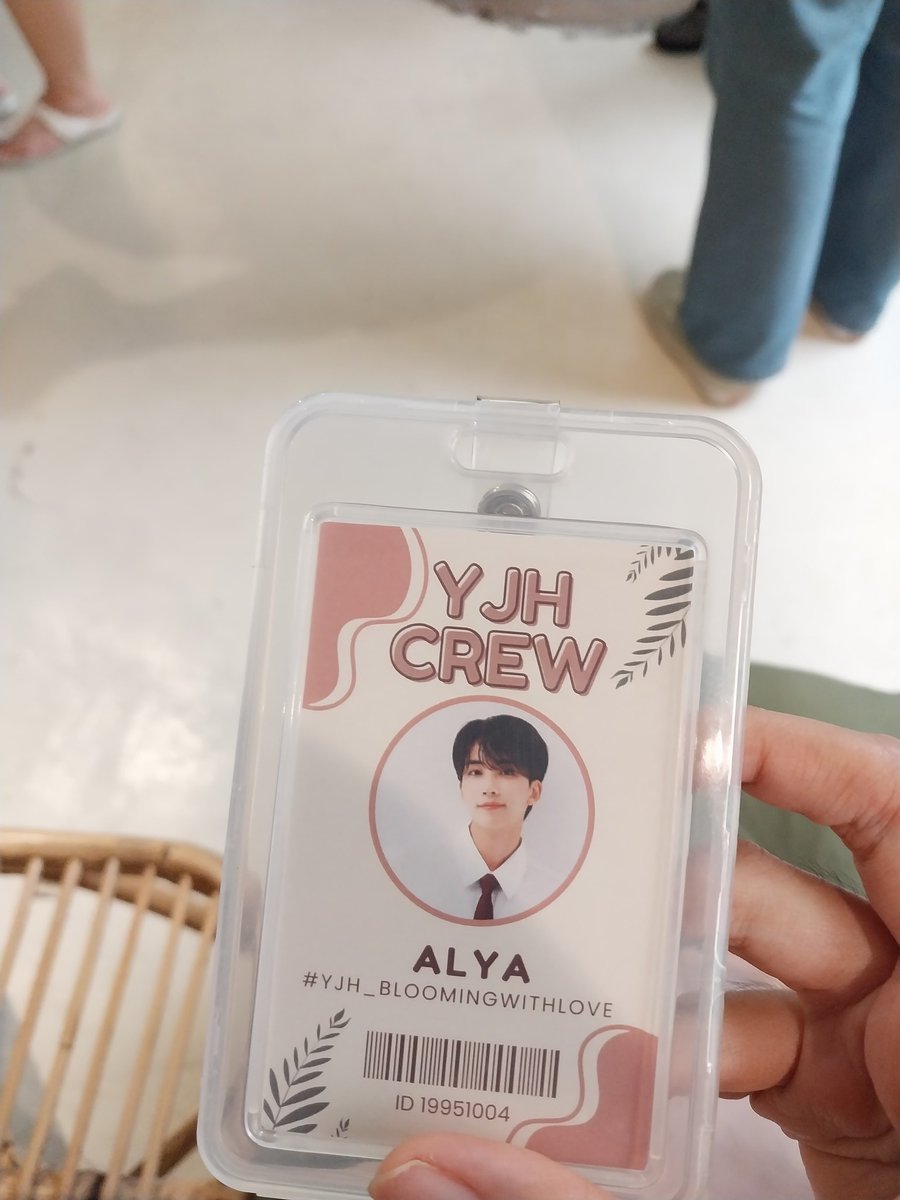 YJH
CREW
ALYA
#YJH_BLOOMINGWITHLOVE
ID 19951004